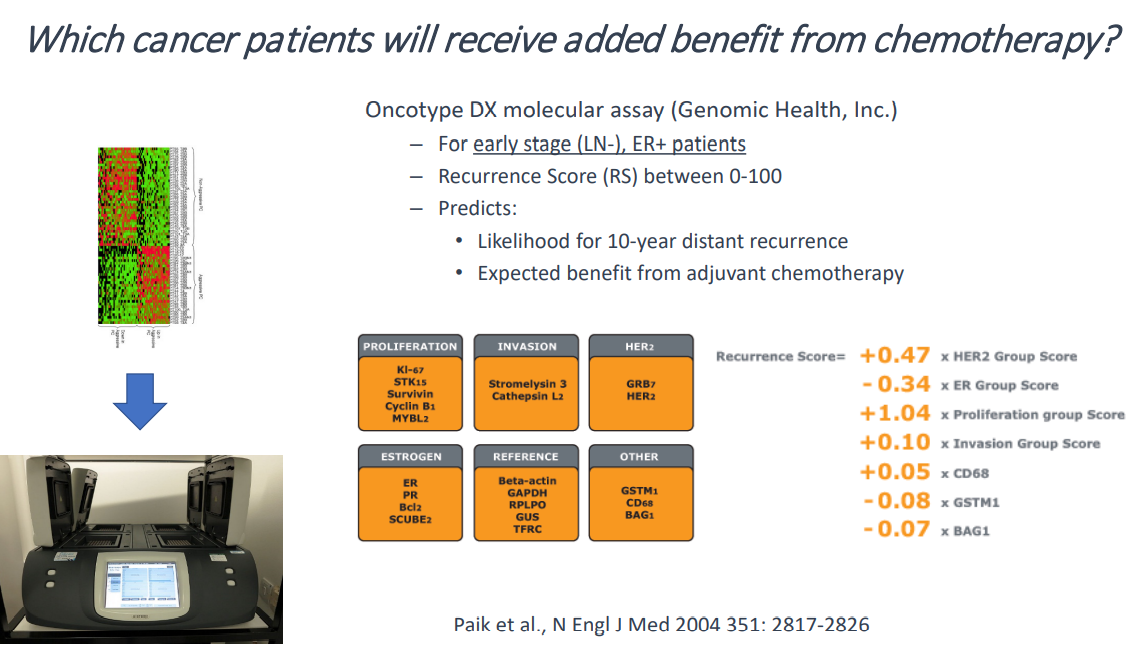 Which cancer patients will receive added benefit from chemotherapy?
Oncotype DX molecular assay (Genomic Health, Inc.)
– For early stage (LN-), ER+ patients
– Recurrence Score (RS) between 0-100
– Predicts:
• Likelihood for 10-year distant recurrence
• Expected benefit from adjuvant chemotherapy
PROLIFERATION
KI-67
STK15
Survivin
Cyclin B1
MYBL2
INVASION
Stromelysin 3
Cathepsin L2
HER2
GRB7
HER2
ESTROGEN
ER
PR
Bcl2
SCUBE2
REFERENCE
Beta-actin
GAPDH
RPLPO
GUS
TFRC
OTHER
GSTM1
CD68
BAG1
Recurrence Score= +0.47 x HER2 Group Score
- 0.34 x ER Group Score
+1.04 x Proliferation group Score
+0.10 x Invasion Group Score
+0.05 x CD68
- 0.08 x GSTM1
- 0.07 x BAG1
Paik et al., N Engl J Med 2004 351: 2817-2826